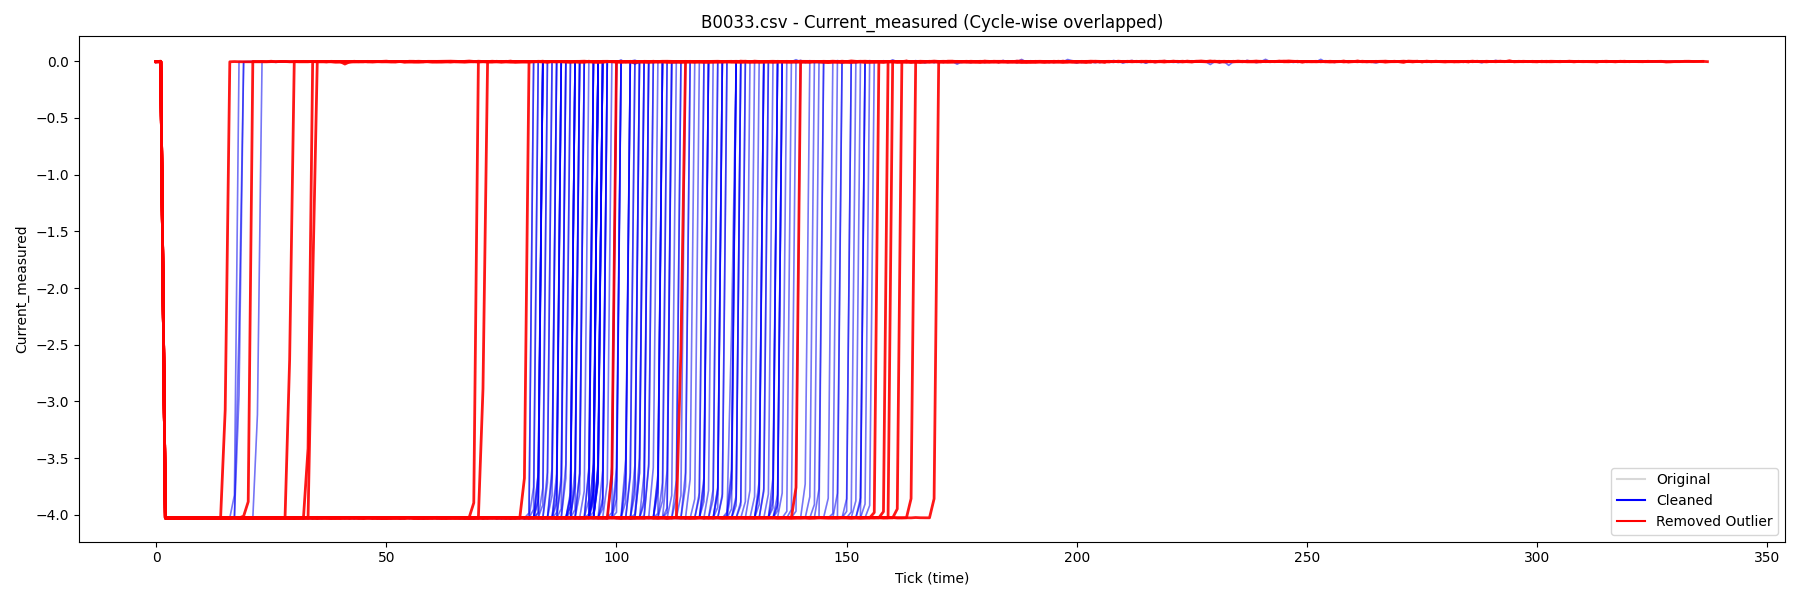 B0033.csv - Current_measured (Cycle-wise overlapped)
0.0
−0.5
−1.0
−1.5
−2.0
−2.5
−3.0
−3.5
−4.0
Current_measured
Original
Cleaned
Removed Outlier
0 50 100 150 200 250 300 350
Tick (time)